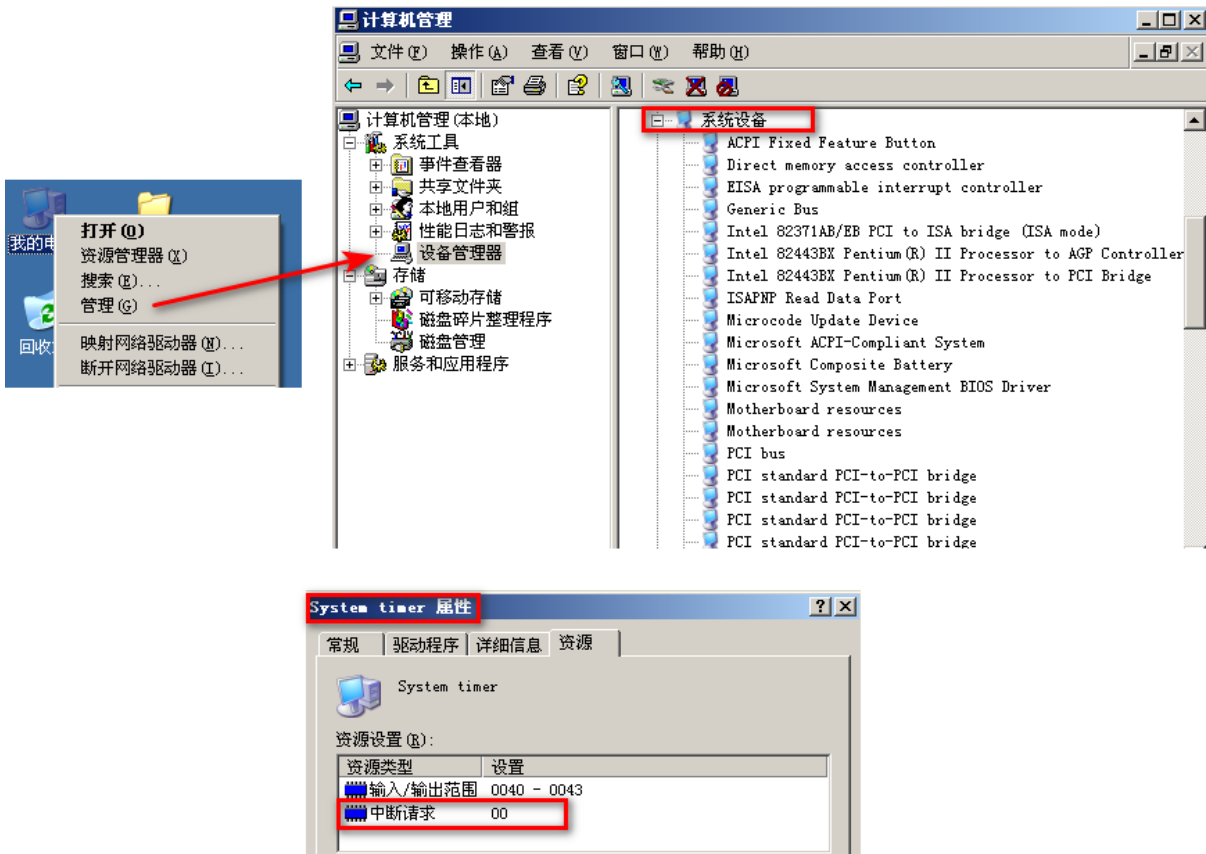 计算机管理
文件(F) 操作(A) 查看(V) 窗口(W) 帮助(H)
计算机管理(本地)
系统工具
事件查看器
共享文件夹
本地用户和组
性能日志和警报
设备管理器
存储
可移动存储
磁盘碎片整理程序
磁盘管理
服务和应用程序
系统设备
ACPI Fixed Feature Button
Direct memory access controller
EISA programmable interrupt controller
Generic Bus
Intel 82371AB/EB PCI to ISA bridge (ISA mode)
Intel 82443BX Pentium(R) II Processor to AGP Controller
Intel 82443BX Pentium(R) II Processor to PCI Bridge
ISAPNP Read Data Port
Microcode Update Device
Microsoft ACPI-Compliant System
Microsoft Composite Battery
Microsoft System Management BIOS Driver
Motherboard resources
Motherboard resources
PCI bus
PCI standard PCI-to-PCI bridge
PCI standard PCI-to-PCI bridge
PCI standard PCI-to-PCI bridge
PCI standard PCI-to-PCI bridge
我的电
回收
打开(O)
资源管理器(X)
搜索(E)...
管理(G)
映射网络驱动器(N)...
断开网络驱动器(I)...
System timer 属性
常规 驱动程序 详细信息 资源
System timer
资源设置(R):
资源类型 设置
输入/输出范围 0040 - 0043
中断请求 00